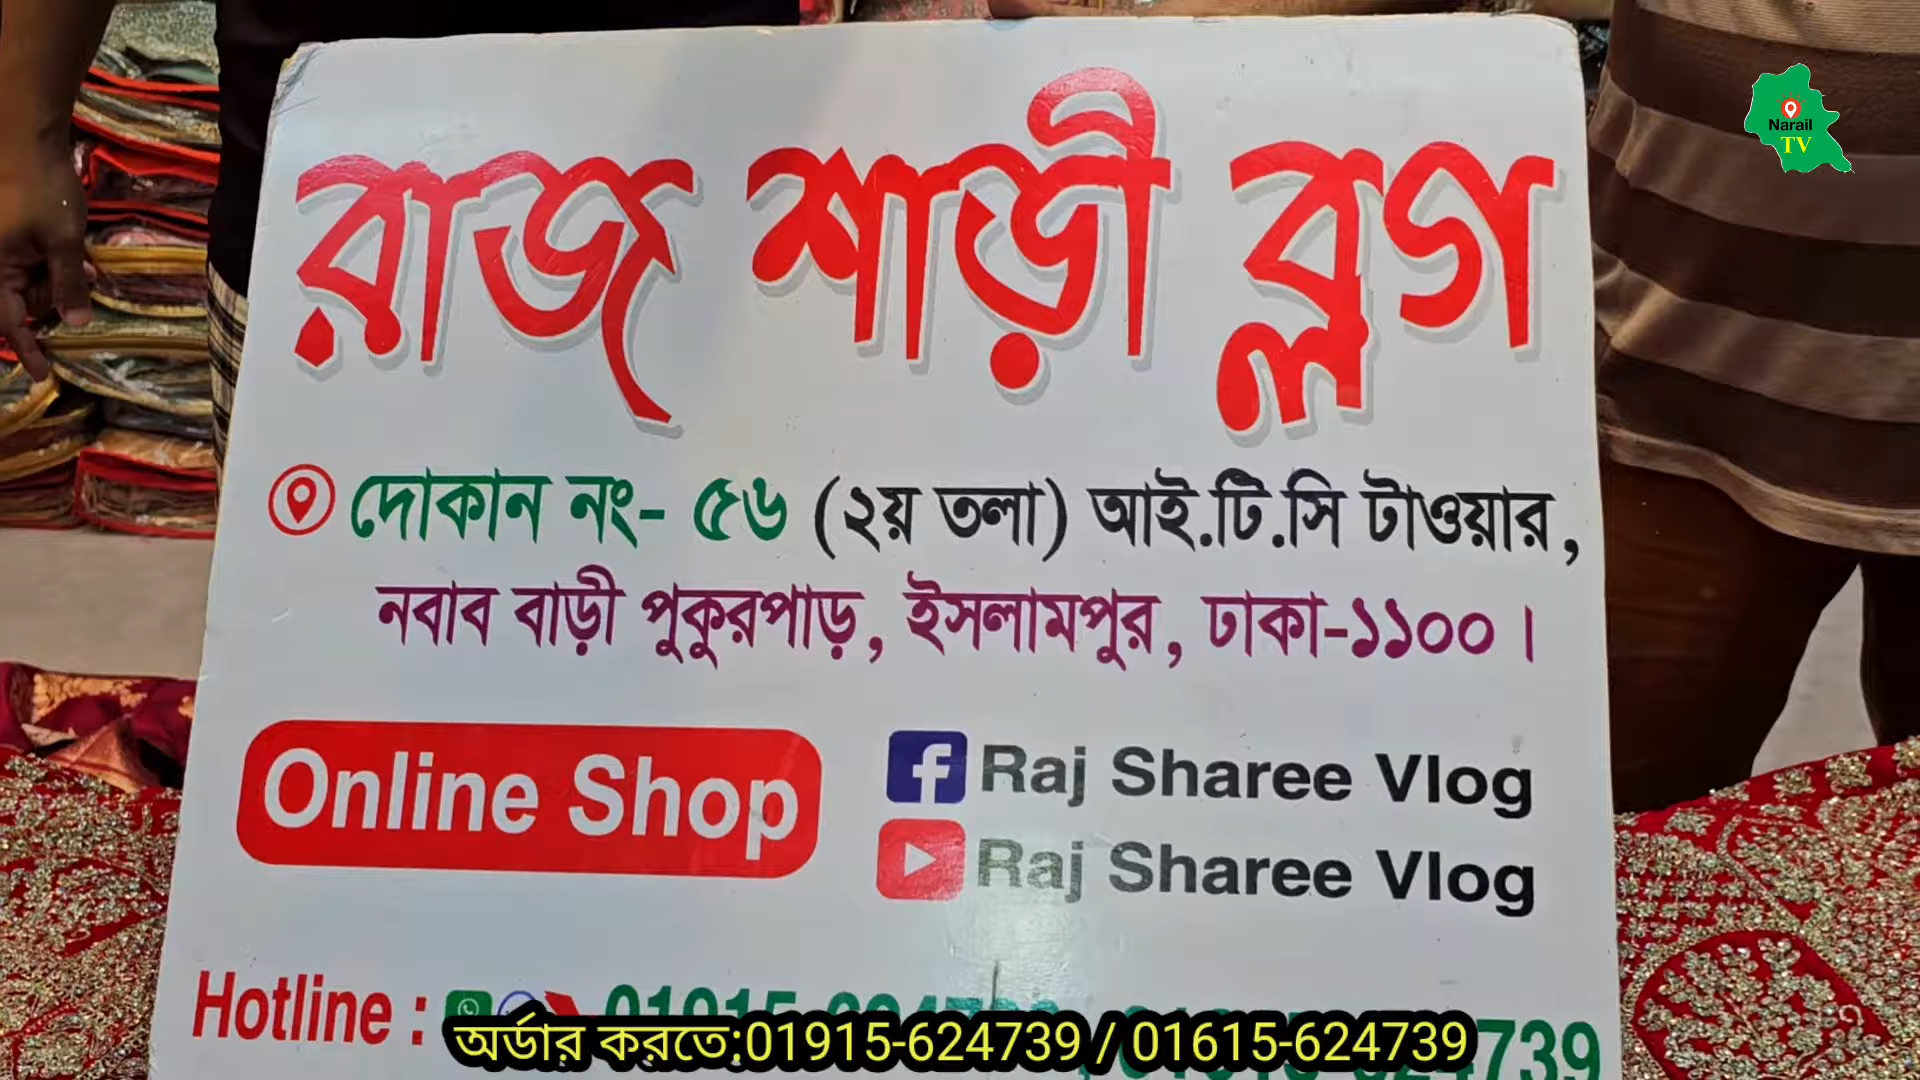 Narail
TV
রাজ শাড়ী ব্লগ
দোকান নং- ৫৬ (২য় তলা) আই.টি.সি টাওয়ার,
নবাব বাড়ী পুকুরপাড়, ইসলামপুর, ঢাকা-১১০০।
Online Shop
Raj Sharee Vlog
Raj Sharee Vlog
Hotline :
অর্ডার করতে:01915-624739 / 01615-624739